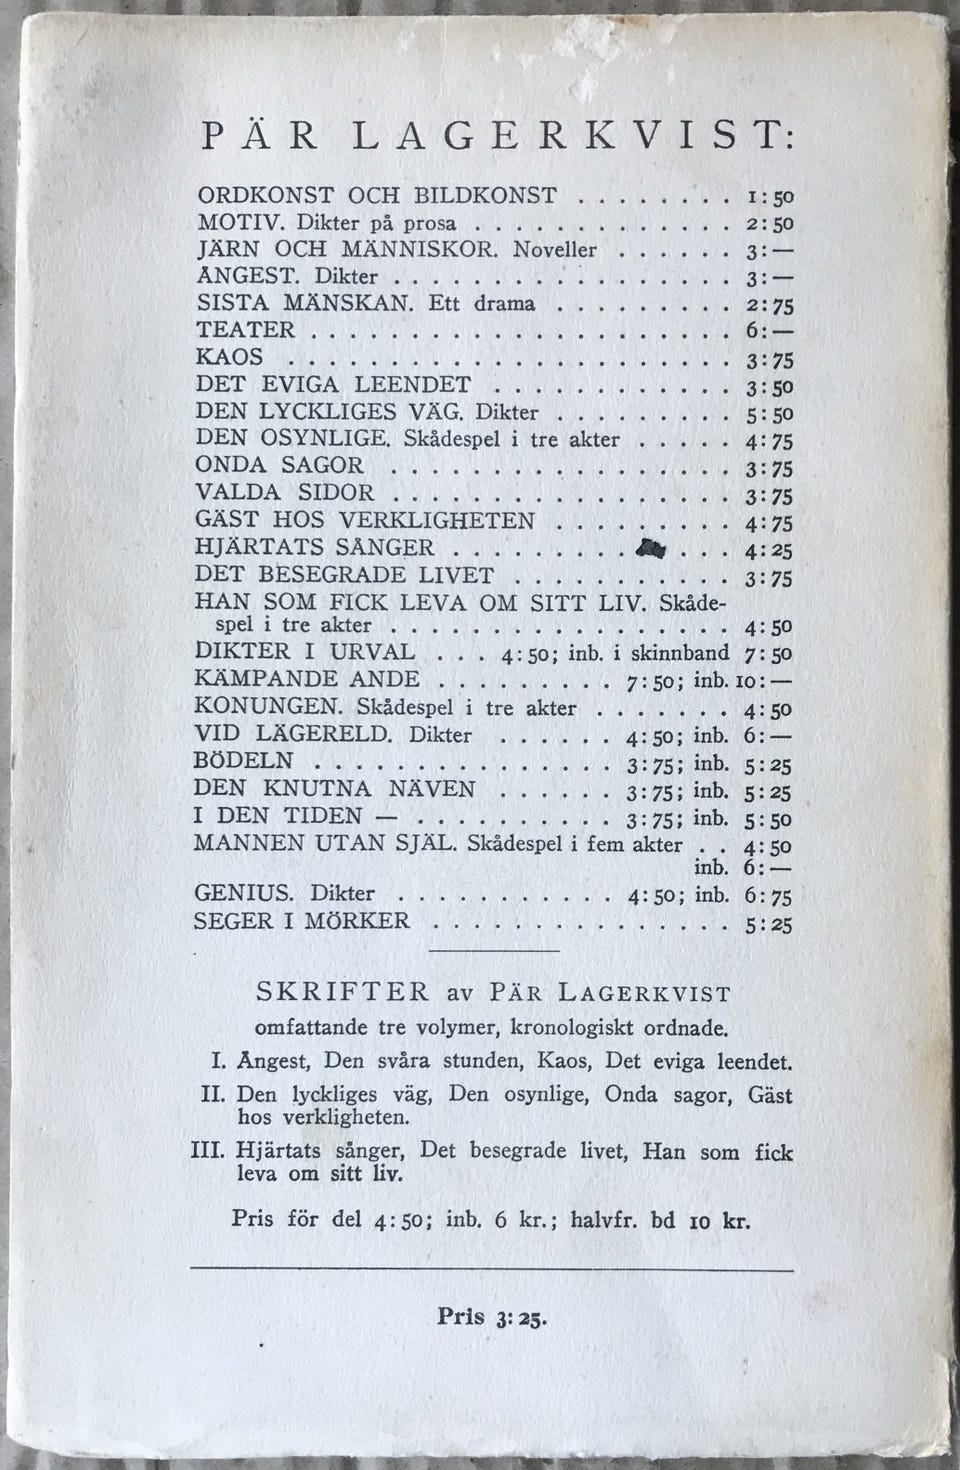 PÄR LAGERKVIST:
ORDKONST OCH BILDKONST . . . . . . . . 1: 50
MOTIV. Dikter på prosa . . . . . . . . . . . . . 2: 50
JÄRN OCH MÄNNISKOR. Noveller . . . . . . 3: —
ÅNGEST. Dikter . . . . . . . . . . . . . . . . . 3: —
SISTA MÄNSKAN. Ett drama . . . . . . . . . 2: 75
TEATER . . . . . . . . . . . . . . . . . . . . . 6: —
KAOS . . . . . . . . . . . . . . . . . . . . . . 3: 75
DET EVIGA LEENDET . . . . . . . . . . . . 3: 50
DEN LYCKLIGES VÄG. Dikter . . . . . . . . . 5: 50
DEN OSYNLIGE. Skådespel i tre akter . . . . . 4: 75
ONDA SAGOR . . . . . . . . . . . . . . . . . 3: 75
VALDA SIDOR . . . . . . . . . . . . . . . . . 3: 75
GÄST HOS VERKLIGHETEN . . . . . . . . . 4: 75
HJÄRTATS SÅNGER . . . . . . . . . . . . . 4: 25
DET BESEGRADE LIVET . . . . . . . . . . . 3: 75
HAN SOM FICK LEVA OM SITT LIV. Skåde-
spel i tre akter . . . . . . . . . . . . . . . . . 4: 50
DIKTER I URVAL . . . 4: 50; inb. i skinnband 7: 50
KÄMPANDE ANDE . . . . . . . . . 7: 50; inb. 10: —
KONUNGEN. Skådespel i tre akter . . . . . . . 4: 50
VID LÄGERELD. Dikter . . . . . . 4: 50; inb. 6: —
BÖDELN . . . . . . . . . . . . . . . 3: 75; inb. 5: 25
DEN KNUTNA NÄVEN . . . . . . 3: 75; inb. 5: 25
I DEN TIDEN — . . . . . . . . . . 3: 75; inb. 5: 50
MANNEN UTAN SJÄL. Skådespel i fem akter . . 4: 50
inb. 6: —
GENIUS. Dikter . . . . . . . . . . . 4: 50; inb. 6: 75
SEGER I MÖRKER . . . . . . . . . . . . . . . 5: 25
SKRIFTER av PÄR LAGERKVIST
omfattande tre volymer, kronologiskt ordnade.
I. Ångest, Den svåra stunden, Kaos, Det eviga leendet.
II. Den lyckliges väg, Den osynlige, Onda sagor, Gäst
hos verkligheten.
III. Hjärtats sånger, Det besegrade livet, Han som fick
leva om sitt liv.
Pris för del 4: 50; inb. 6 kr.; halvfr. bd 10 kr.
Pris 3: 25.